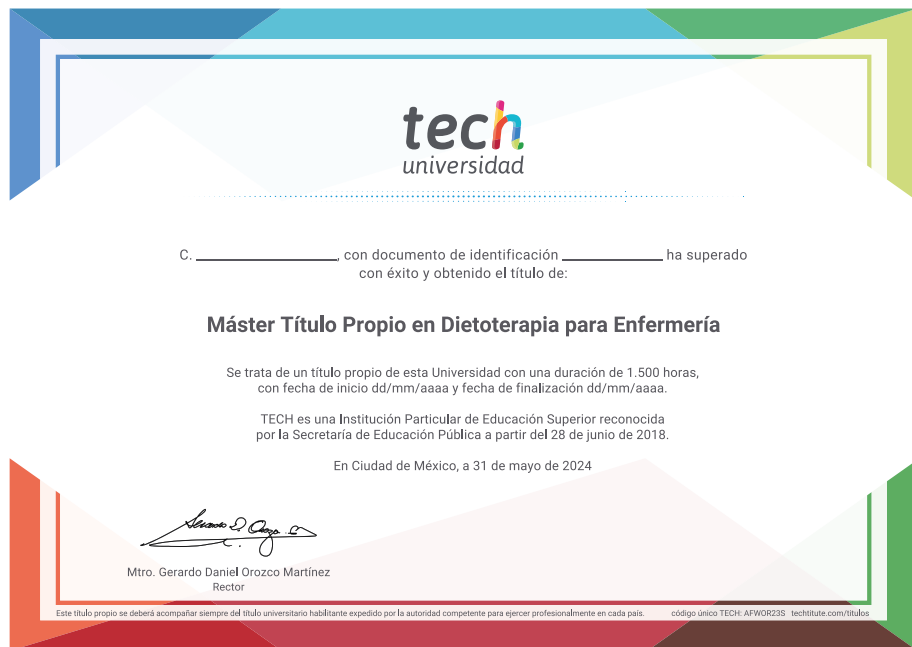 tech
universidad
C. __________________, con documento de identificación _____________ ha superado
con éxito y obtenido el título de:
Máster Título Propio en Dietoterapia para Enfermería
Se trata de un título propio de esta Universidad con una duración de 1.500 horas,
con fecha de inicio dd/mm/aaaa y fecha de finalización dd/mm/aaaa.
TECH es una Institución Particular de Educación Superior reconocida
por la Secretaría de Educación Pública a partir del 28 de junio de 2018.
En Ciudad de México, a 31 de mayo de 2024
Mtro. Gerardo Daniel Orozco Martínez
Rector
Este título propio se deberá acompañar siempre del título universitario habilitante expedido por la autoridad competente para ejercer profesionalmente en cada país. código único TECH: AFWOR23S techtitute.com/titulos